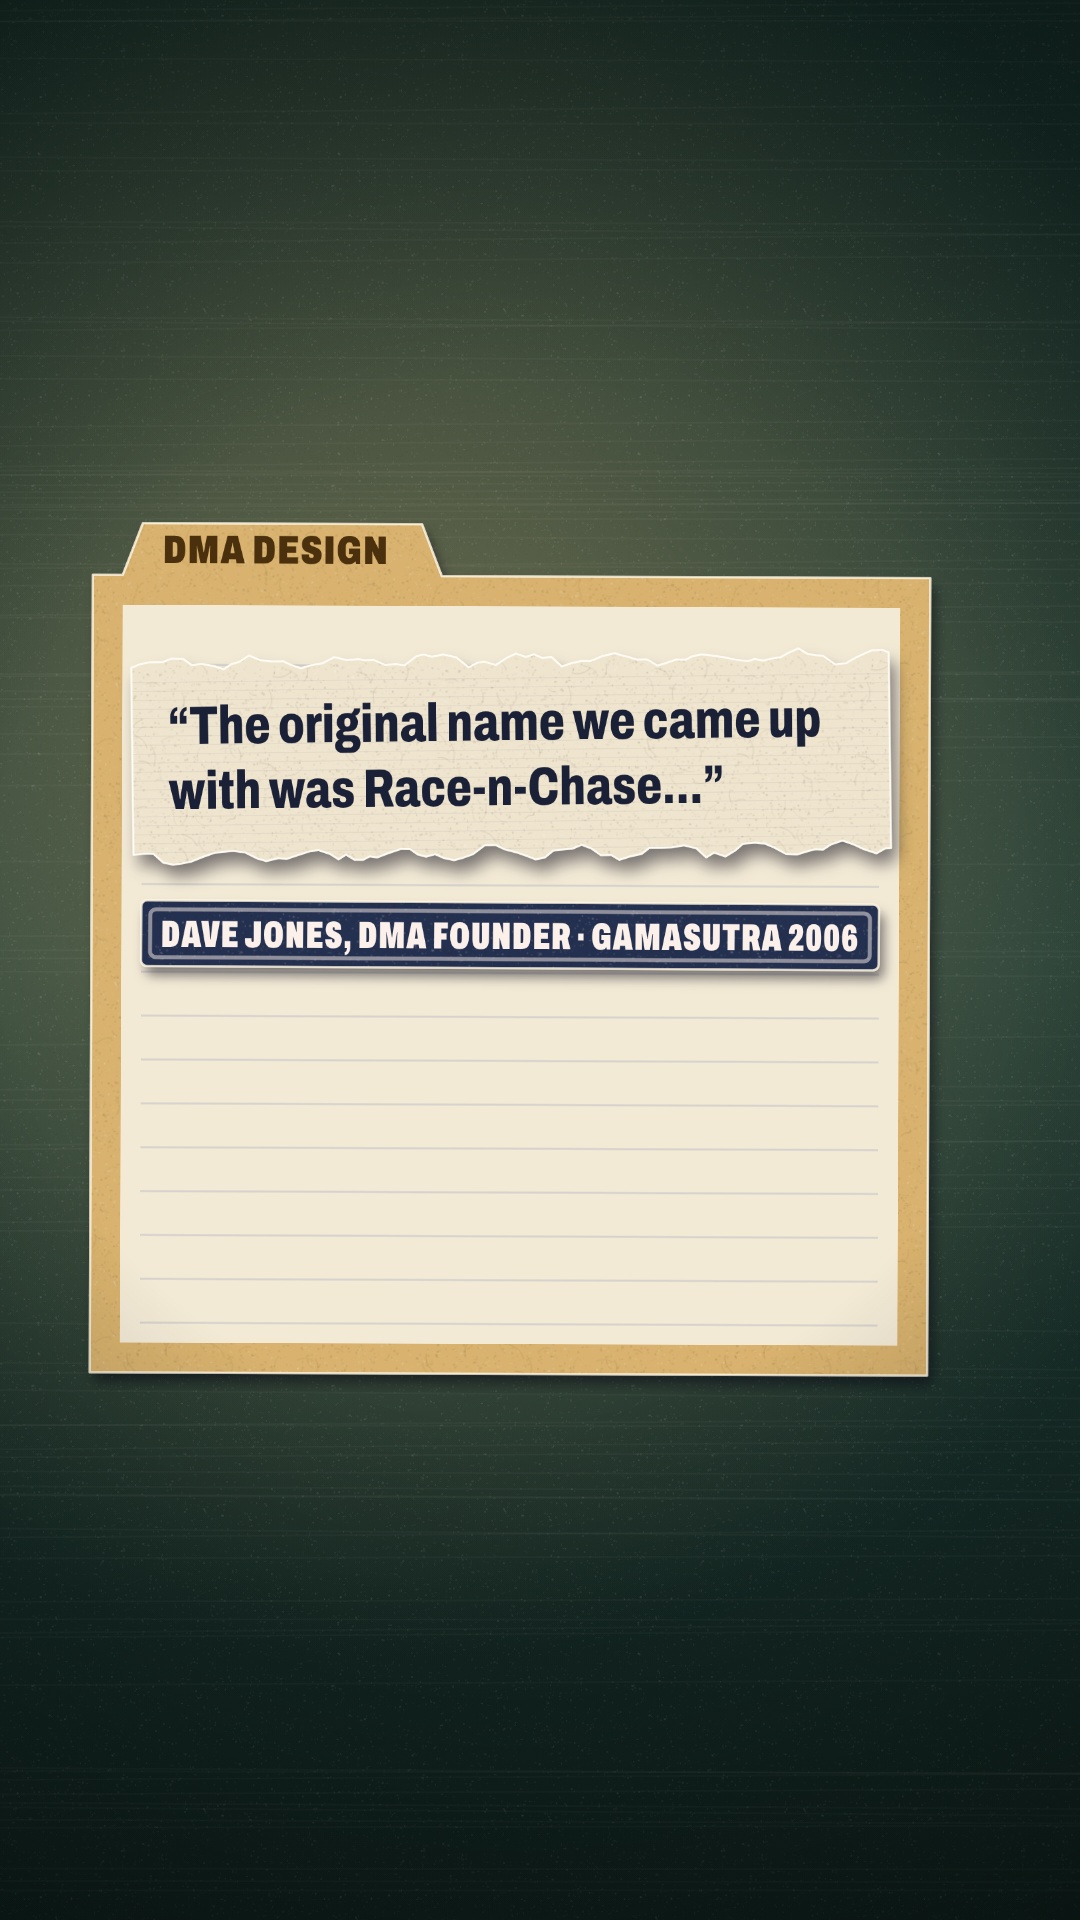 DMA DESIGN
“The original name we came up
with was Race-n-Chase...”
DAVE JONES, DMA FOUNDER · GAMASUTRA 2006